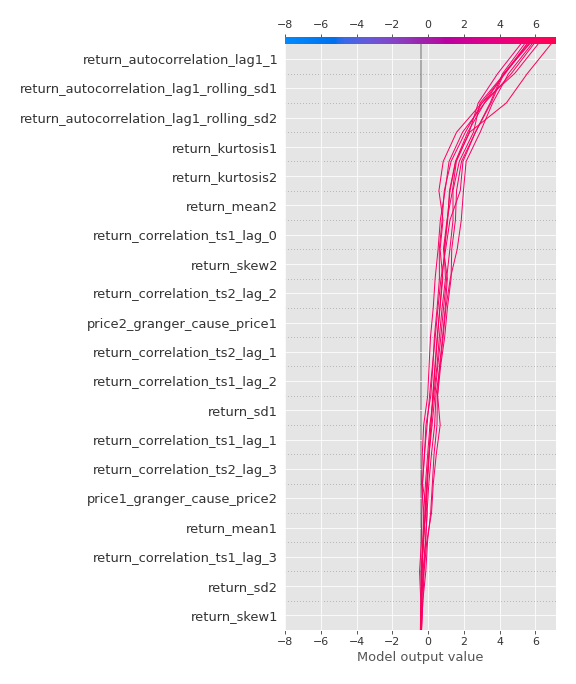 −8 −6 −4 −2 0 2 4 6
return_autocorrelation_lag1_1
return_autocorrelation_lag1_rolling_sd1
return_autocorrelation_lag1_rolling_sd2
return_kurtosis1
return_kurtosis2
return_mean2
return_correlation_ts1_lag_0
return_skew2
return_correlation_ts2_lag_2
price2_granger_cause_price1
return_correlation_ts2_lag_1
return_correlation_ts1_lag_2
return_sd1
return_correlation_ts1_lag_1
return_correlation_ts2_lag_3
price1_granger_cause_price2
return_mean1
return_correlation_ts1_lag_3
return_sd2
return_skew1
−8 −6 −4 −2 0 2 4 6
Model output value